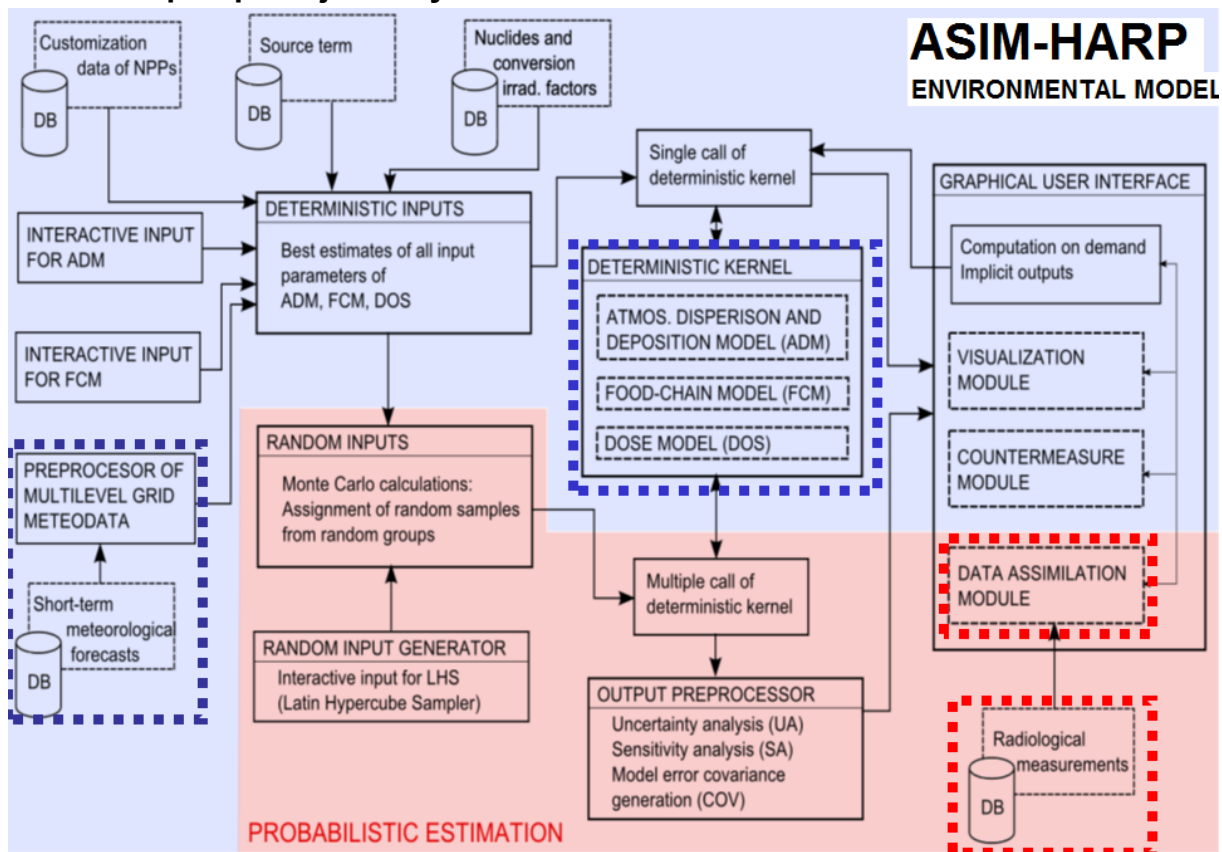 ASIM-HARP
ENVIRONMENTAL MODEL
Customization
data of NPPs
DB
Source term
DB
Nuclides and
conversion
irrad. factors
DB
INTERACTIVE INPUT
FOR ADM
INTERACTIVE INPUT
FOR FCM
PREPROCESOR OF
MULTILEVEL GRID
METEODATA
Short-term
meteorological
forecasts
DB
DETERMINISTIC INPUTS
Best estimates of all input
parameters of
ADM, FCM, DOS
RANDOM INPUTS
Monte Carlo calculations:
Assignment of random samples
from random groups
RANDOM INPUT GENERATOR
Interactive input for LHS
(Latin Hypercube Sampler)
PROBABILISTIC ESTIMATION
Single call of
deterministic kernel
DETERMINISTIC KERNEL
ATMOS. DISPERISON AND
DEPOSITION MODEL (ADM)
FOOD-CHAIN MODEL (FCM)
DOSE MODEL (DOS)
Multiple call of
deterministic kernel
OUTPUT PREPROCESSOR
Uncertainty analysis (UA)
Sensitivity analysis (SA)
Model error covariance
generation (COV)
GRAPHICAL USER INTERFACE
Computation on demand
Implicit outputs
VISUALIZATION
MODULE
COUNTERMEASURE
MODULE
DATA ASSIMILATION
MODULE
Radiological
measurements
DB